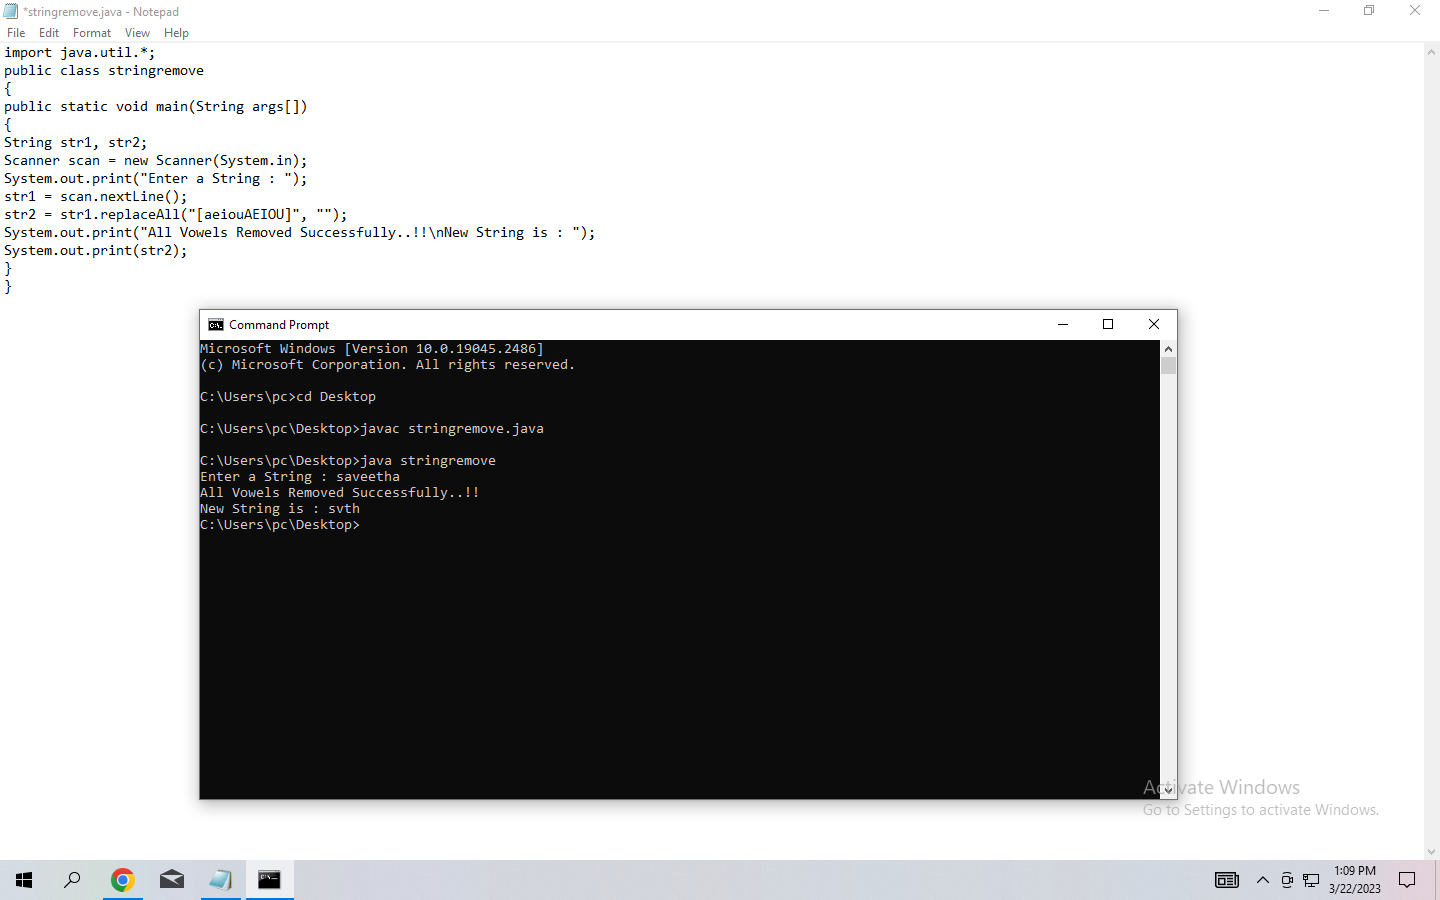 *stringremove.java - Notepad
File Edit Format View Help
import java.util.*;
public class stringremove
{
public static void main(String args[])
{
String str1, str2;
Scanner scan = new Scanner(System.in);
System.out.print("Enter a String : ");
str1 = scan.nextLine();
str2 = str1.replaceAll("[aeiouAEIOU]", "");
System.out.print("All Vowels Removed Successfully..!!\nNew String is : ");
System.out.print(str2);
}
}
Command Prompt
Microsoft Windows [Version 10.0.19045.2486]
(c) Microsoft Corporation. All rights reserved.
C:\Users\pc>cd Desktop
C:\Users\pc\Desktop>javac stringremove.java
C:\Users\pc\Desktop>java stringremove
Enter a String : saveetha
All Vowels Removed Successfully..!!
New String is : svth
C:\Users\pc\Desktop>
Activate Windows
Go to Settings to activate Windows.
1:09 PM
3/22/2023